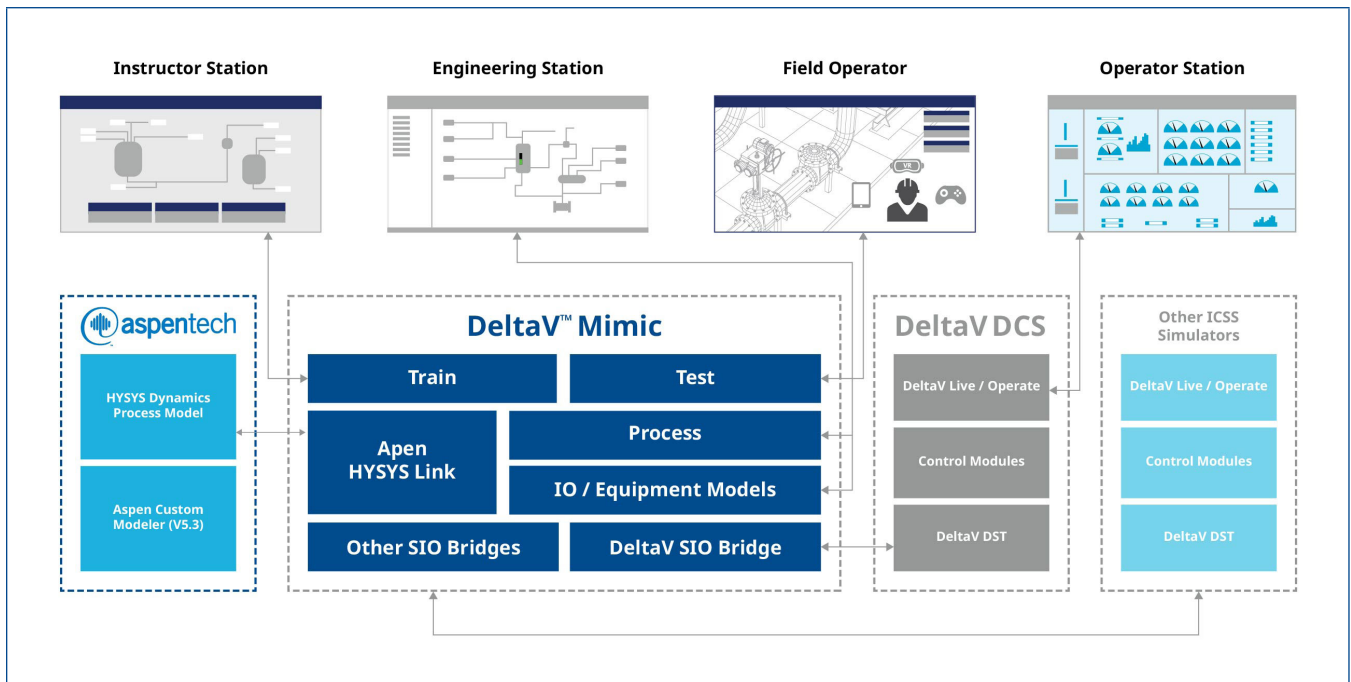 Instructor Station
Engineering Station
Field Operator
Operator Station
VR
aspentech
DeltaV™ Mimic
DeltaV DCS
Other ICSS
Simulators
HYSYS Dynamics
Process Model
Aspen Custom
Modeler (V5.3)
Train
Test
Apen
HYSYS Link
Process
IO / Equipment Models
Other SIO Bridges
DeltaV SIO Bridge
DeltaV Live / Operate
Control Modules
DeltaV DST
DeltaV Live / Operate
Control Modules
DeltaV DST